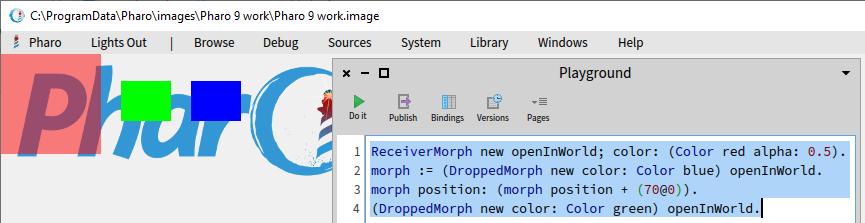 C:\ProgramData\Pharo\images\Pharo 9 work\Pharo 9 work.image
Pharo Lights Out | Browse Debug Sources System Library Windows Help
Pharo
Playground
Do it Publish Bindings Versions Pages
1 ReceiverMorph new openInWorld; color: (Color red alpha: 0.5).
2 morph := (DroppedMorph new color: Color blue) openInWorld.
3 morph position: (morph position + (70@0)).
4 (DroppedMorph new color: Color green) openInWorld.